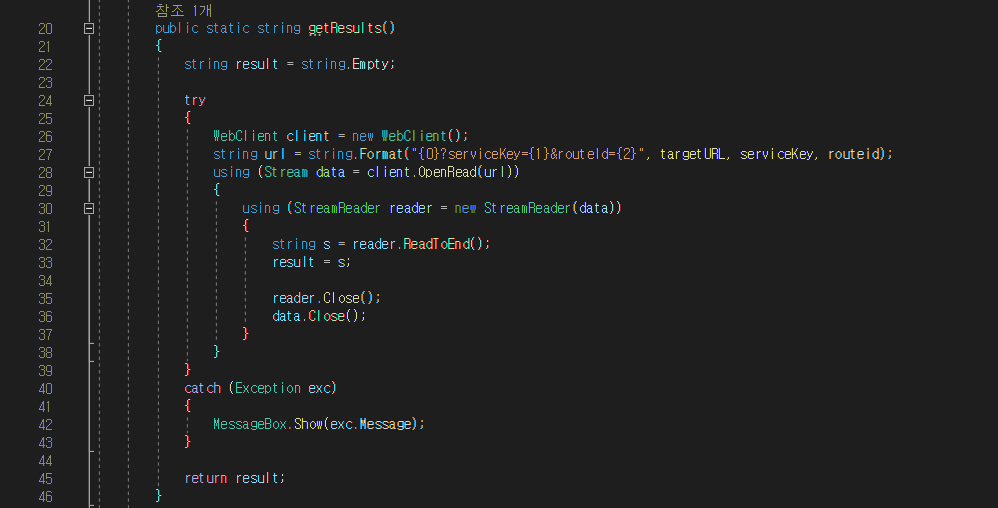 참조 1개
20 public static string getResults()
21 {
22 string result = string.Empty;
23
24 try
25 {
26 WebClient client = new WebClient();
27 string url = string.Format("{0}?serviceKey={1}&routeId={2}", targetURL, serviceKey, routeid);
28 using (Stream data = client.OpenRead(url))
29 {
30 using (StreamReader reader = new StreamReader(data))
31 {
32 string s = reader.ReadToEnd();
33 result = s;
34
35 reader.Close();
36 data.Close();
37 }
38 }
39 }
40 catch (Exception exc)
41 {
42 MessageBox.Show(exc.Message);
43 }
44
45 return result;
46 }